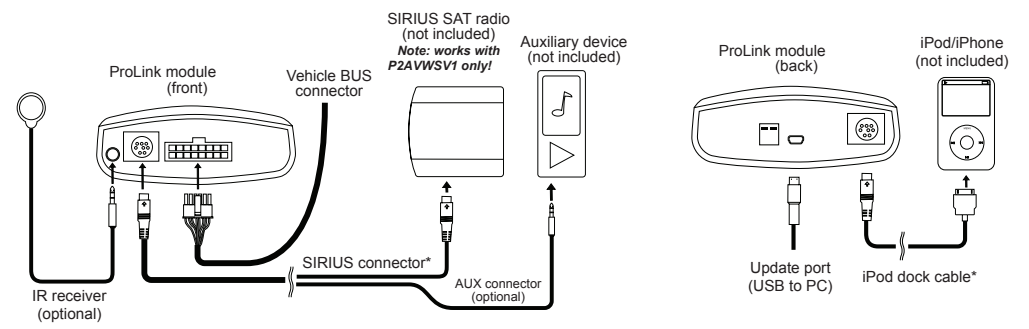 SIRIUS SAT radio
(not included)
Note: works with
P2AVWSV1 only!
Auxiliary device
(not included)
ProLink module
(front)
Vehicle BUS
connector
ProLink module
(back)
iPod/iPhone
(not included)
SIRIUS connector*
AUX connector
(optional)
IR receiver
(optional)
Update port
(USB to PC)
iPod dock cable*